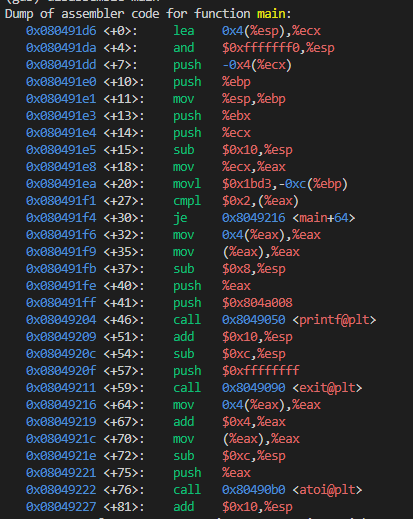 Dump of assembler code for function main:
0x080491d6 <+0>: lea 0x4(%esp),%ecx
0x080491da <+4>: and $0xfffffff0,%esp
0x080491dd <+7>: push -0x4(%ecx)
0x080491e0 <+10>: push %ebp
0x080491e1 <+11>: mov %esp,%ebp
0x080491e3 <+13>: push %ebx
0x080491e4 <+14>: push %ecx
0x080491e5 <+15>: sub $0x10,%esp
0x080491e8 <+18>: mov %ecx,%eax
0x080491ea <+20>: movl $0x1bd3,-0xc(%ebp)
0x080491f1 <+27>: cmpl $0x2,(%eax)
0x080491f4 <+30>: je 0x8049216 <main+64>
0x080491f6 <+32>: mov 0x4(%eax),%eax
0x080491f9 <+35>: mov (%eax),%eax
0x080491fb <+37>: sub $0x8,%esp
0x080491fe <+40>: push %eax
0x080491ff <+41>: push $0x804a008
0x08049204 <+46>: call 0x8049050 <printf@plt>
0x08049209 <+51>: add $0x10,%esp
0x0804920c <+54>: sub $0xc,%esp
0x0804920f <+57>: push $0xffffffff
0x08049211 <+59>: call 0x8049090 <exit@plt>
0x08049216 <+64>: mov 0x4(%eax),%eax
0x08049219 <+67>: add $0x4,%eax
0x0804921c <+70>: mov (%eax),%eax
0x0804921e <+72>: sub $0xc,%esp
0x08049221 <+75>: push %eax
0x08049222 <+76>: call 0x80490b0 <atoi@plt>
0x08049227 <+81>: add $0x10,%esp